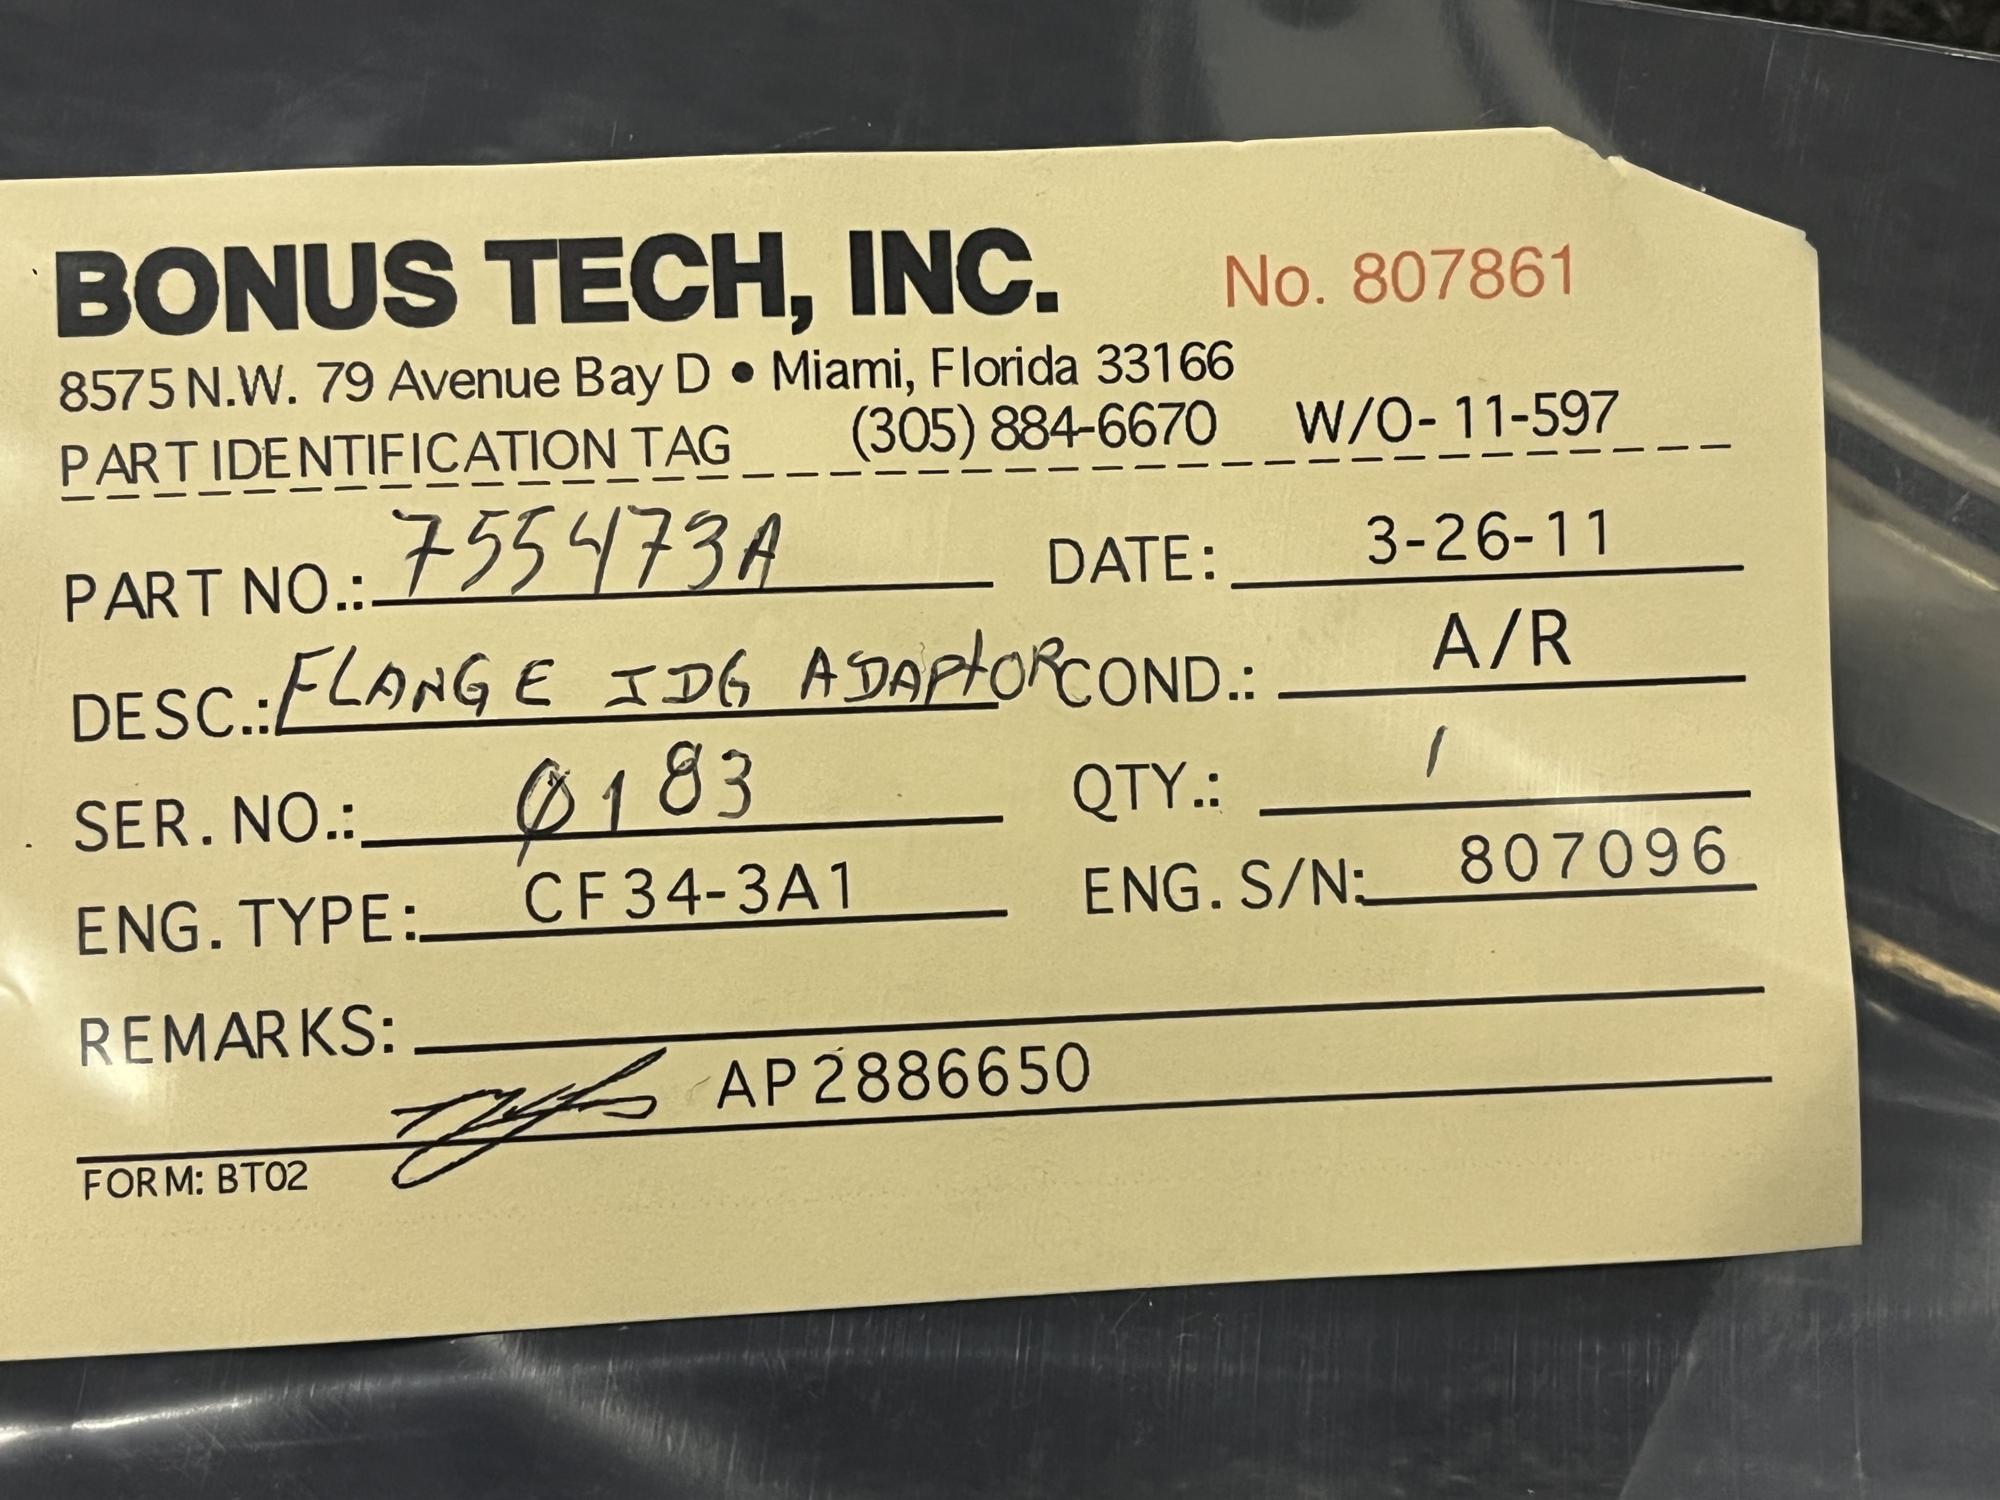 BONUS TECH, INC. No. 807861
8575 N.W. 79 Avenue Bay D • Miami, Florida 33166
PART IDENTIFICATION TAG (305) 884-6670 W/O- 11-597
PART NO.: 755473A DATE: 3-26-11
DESC.: FLANGE IDG ADAPtOR COND.: A/R
SER. NO.: 0183 QTY.: 1
ENG. TYPE: CF34-3A1 ENG. S/N: 807096
REMARKS:
AP2886650
FORM: BT02